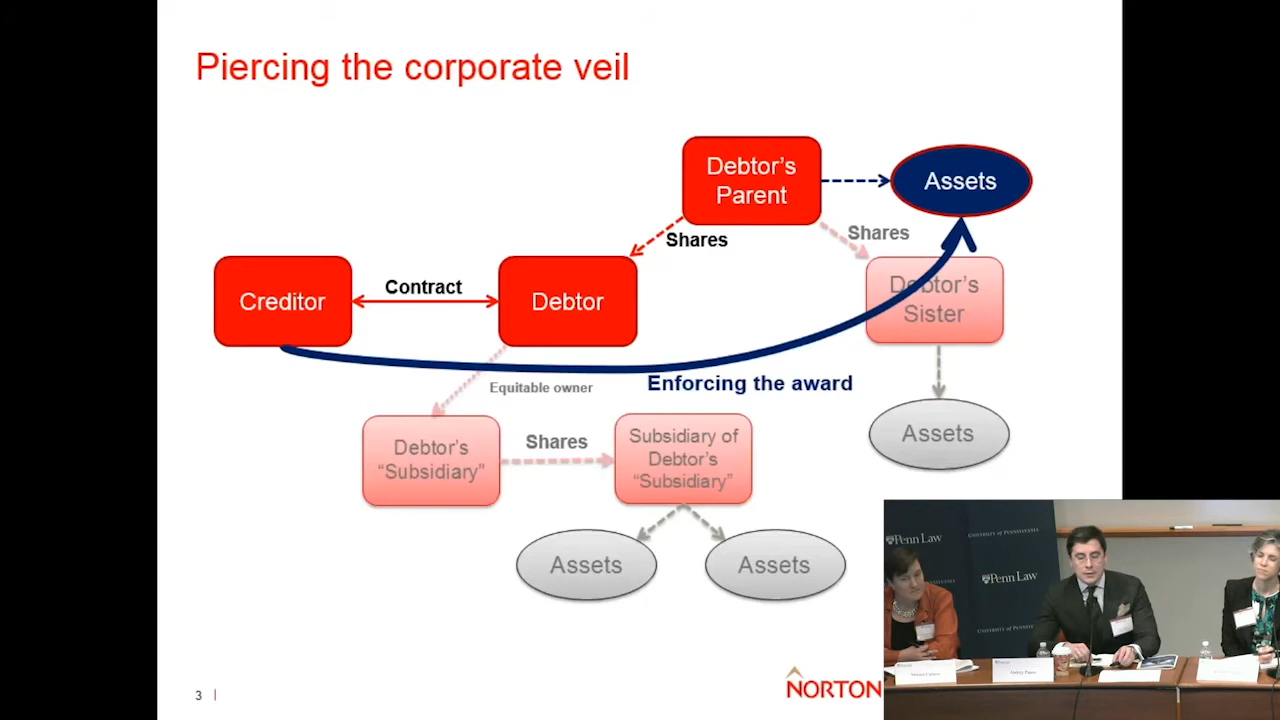 Piercing the corporate veil
Debtor's
Parent
Assets
Shares
Shares
Creditor
Contract
Debtor
Debtor's
Sister
Equitable owner
Enforcing the award
Debtor's
"Subsidiary"
Shares
Subsidiary of
Debtor's
"Subsidiary"
Assets
Assets
Assets
3
NORTON
Penn Law
UNIVERSITY OF PENNSYLVANIA
Penn Law